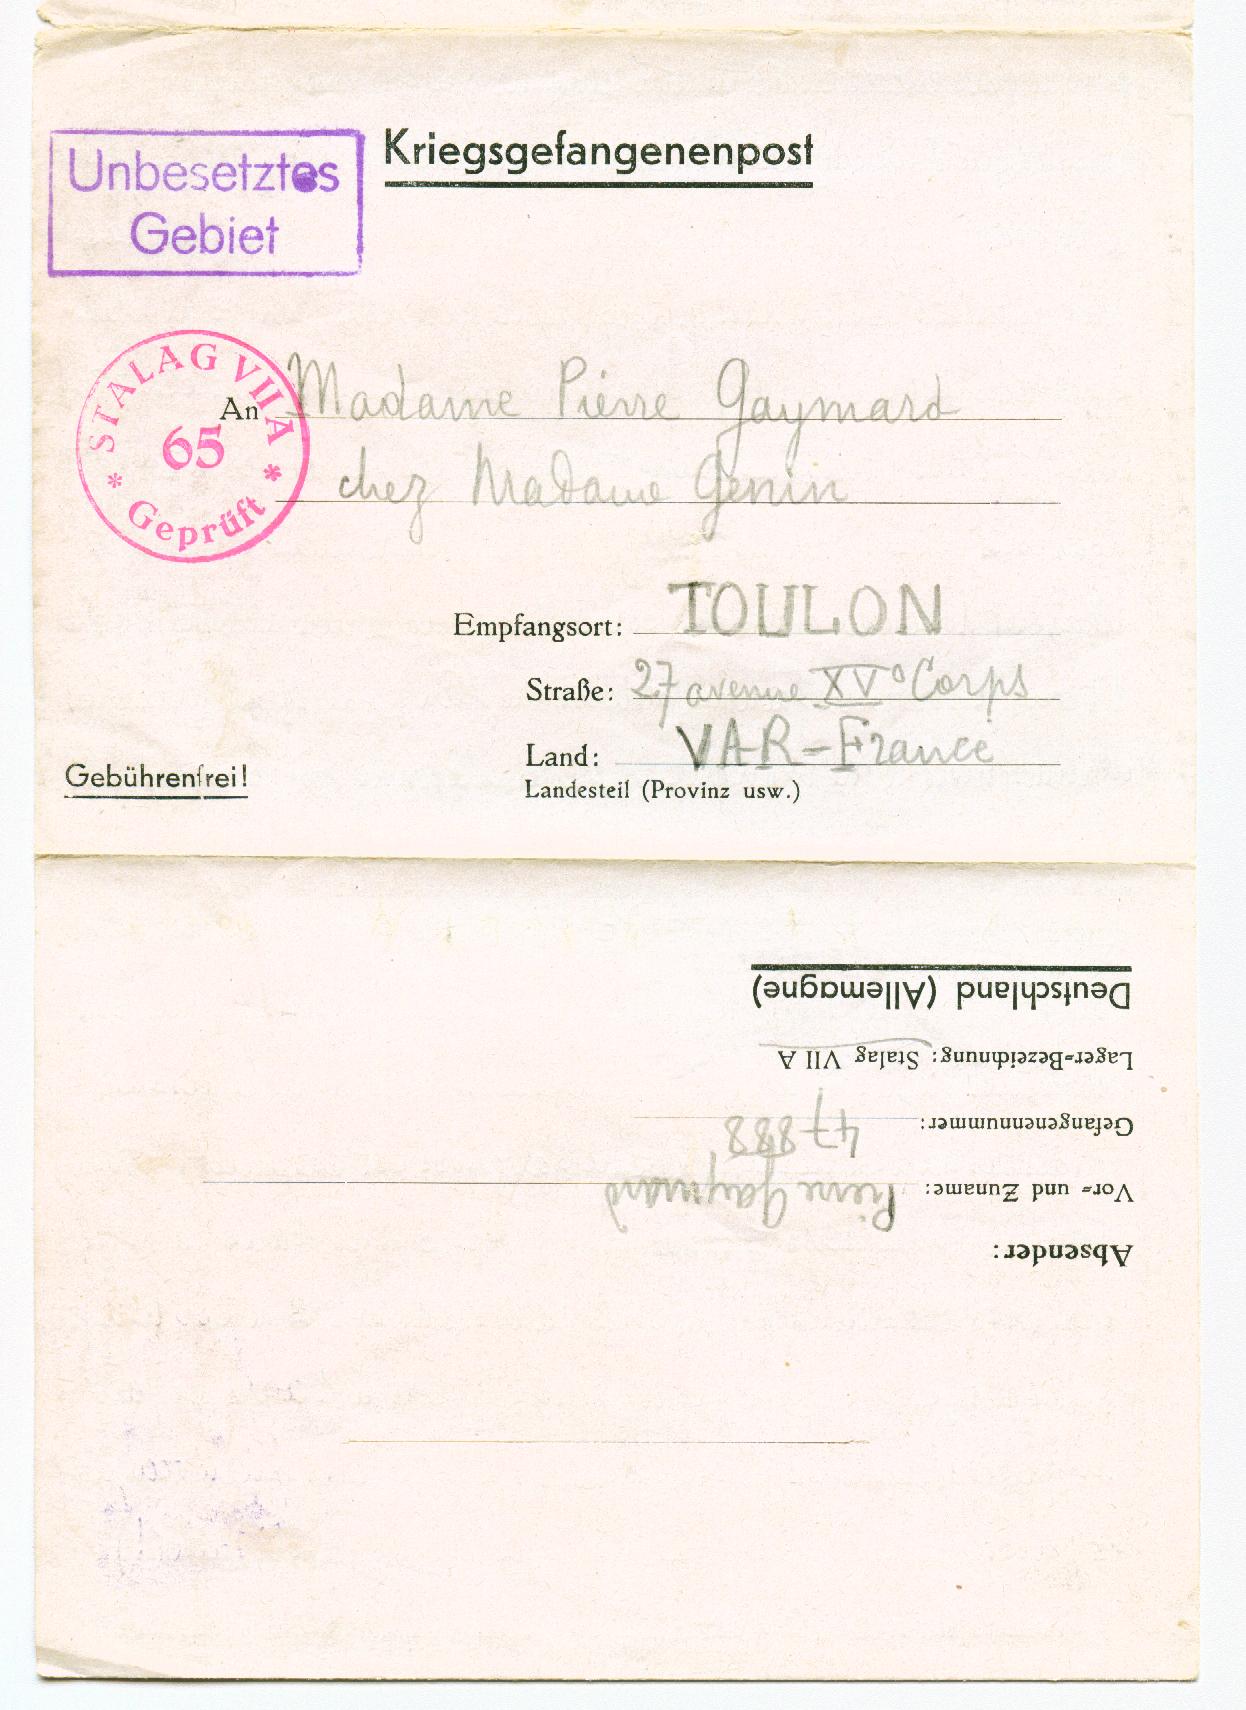 Unbesetztes
Gebiet
Kriegsgefangenenpost
STALAG VII A
65
* Geprüft *
An Madame Pierre Gaymard
chez Madame Genin
Empfangsort: TOULON
Straße: 27 avenue XV° Corps
Land: VAR-France
Landesteil (Provinz usw.)
Gebührenfrei!
Absender:
Vor- und Zuname: Pierre Gaymard
Gefangenennummer: 47888
Lager-Bezeichnung: Stalag VII A
Deutschland (Allemagne)